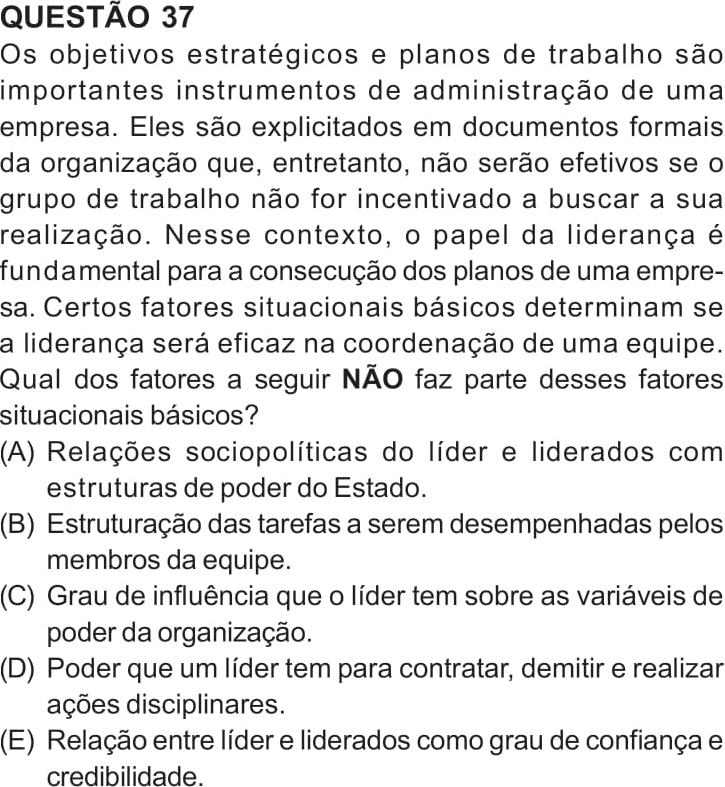 QUESTÃO 37
Os objetivos estratégicos e planos de trabalho são
importantes instrumentos de administração de uma
empresa. Eles são explicitados em documentos formais
da organização que, entretanto, não serão efetivos se o
grupo de trabalho não for incentivado a buscar a sua
realização. Nesse contexto, o papel da liderança é
fundamental para a consecução dos planos de uma empre-
sa. Certos fatores situacionais básicos determinam se
a liderança será eficaz na coordenação de uma equipe.
Qual dos fatores a seguir NÃO faz parte desses fatores
situacionais básicos?
(A) Relações sociopolíticas do líder e liderados com
estruturas de poder do Estado.
(B) Estruturação das tarefas a serem desempenhadas pelos
membros da equipe.
(C) Grau de influência que o líder tem sobre as variáveis de
poder da organização.
(D) Poder que um líder tem para contratar, demitir e realizar
ações disciplinares.
(E) Relação entre líder e liderados como grau de confiança e
credibilidade.